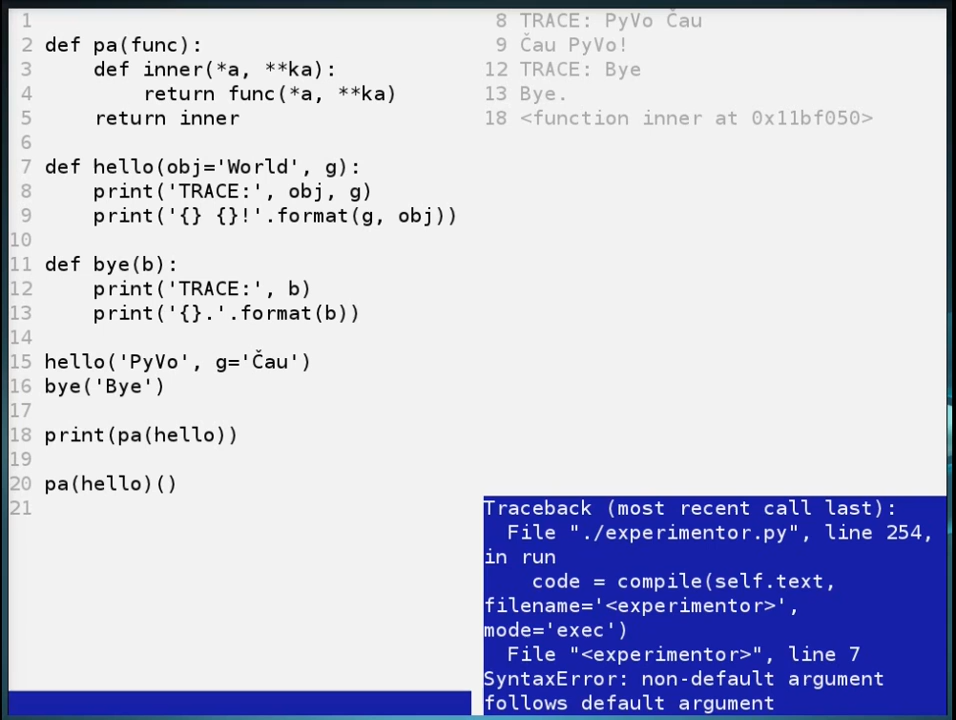 1
2 def pa(func):
3     def inner(*a, **ka):
4         return func(*a, **ka)
5     return inner
6
7 def hello(obj='World', g):
8     print('TRACE:', obj, g)
9     print('{} {}!'.format(g, obj))
10
11 def bye(b):
12     print('TRACE:', b)
13     print('{}.'.format(b))
14
15 hello('PyVo', g='Čau')
16 bye('Bye')
17
18 print(pa(hello))
19
20 pa(hello)()
21
8 TRACE: PyVo Čau
9 Čau PyVo!
12 TRACE: Bye
13 Bye.
18 <function inner at 0x11bf050>
Traceback (most recent call last):
  File "./experimentor.py", line 254,
in run
    code = compile(self.text,
filename='<experimentor>',
mode='exec')
  File "<experimentor>", line 7
SyntaxError: non-default argument
follows default argument